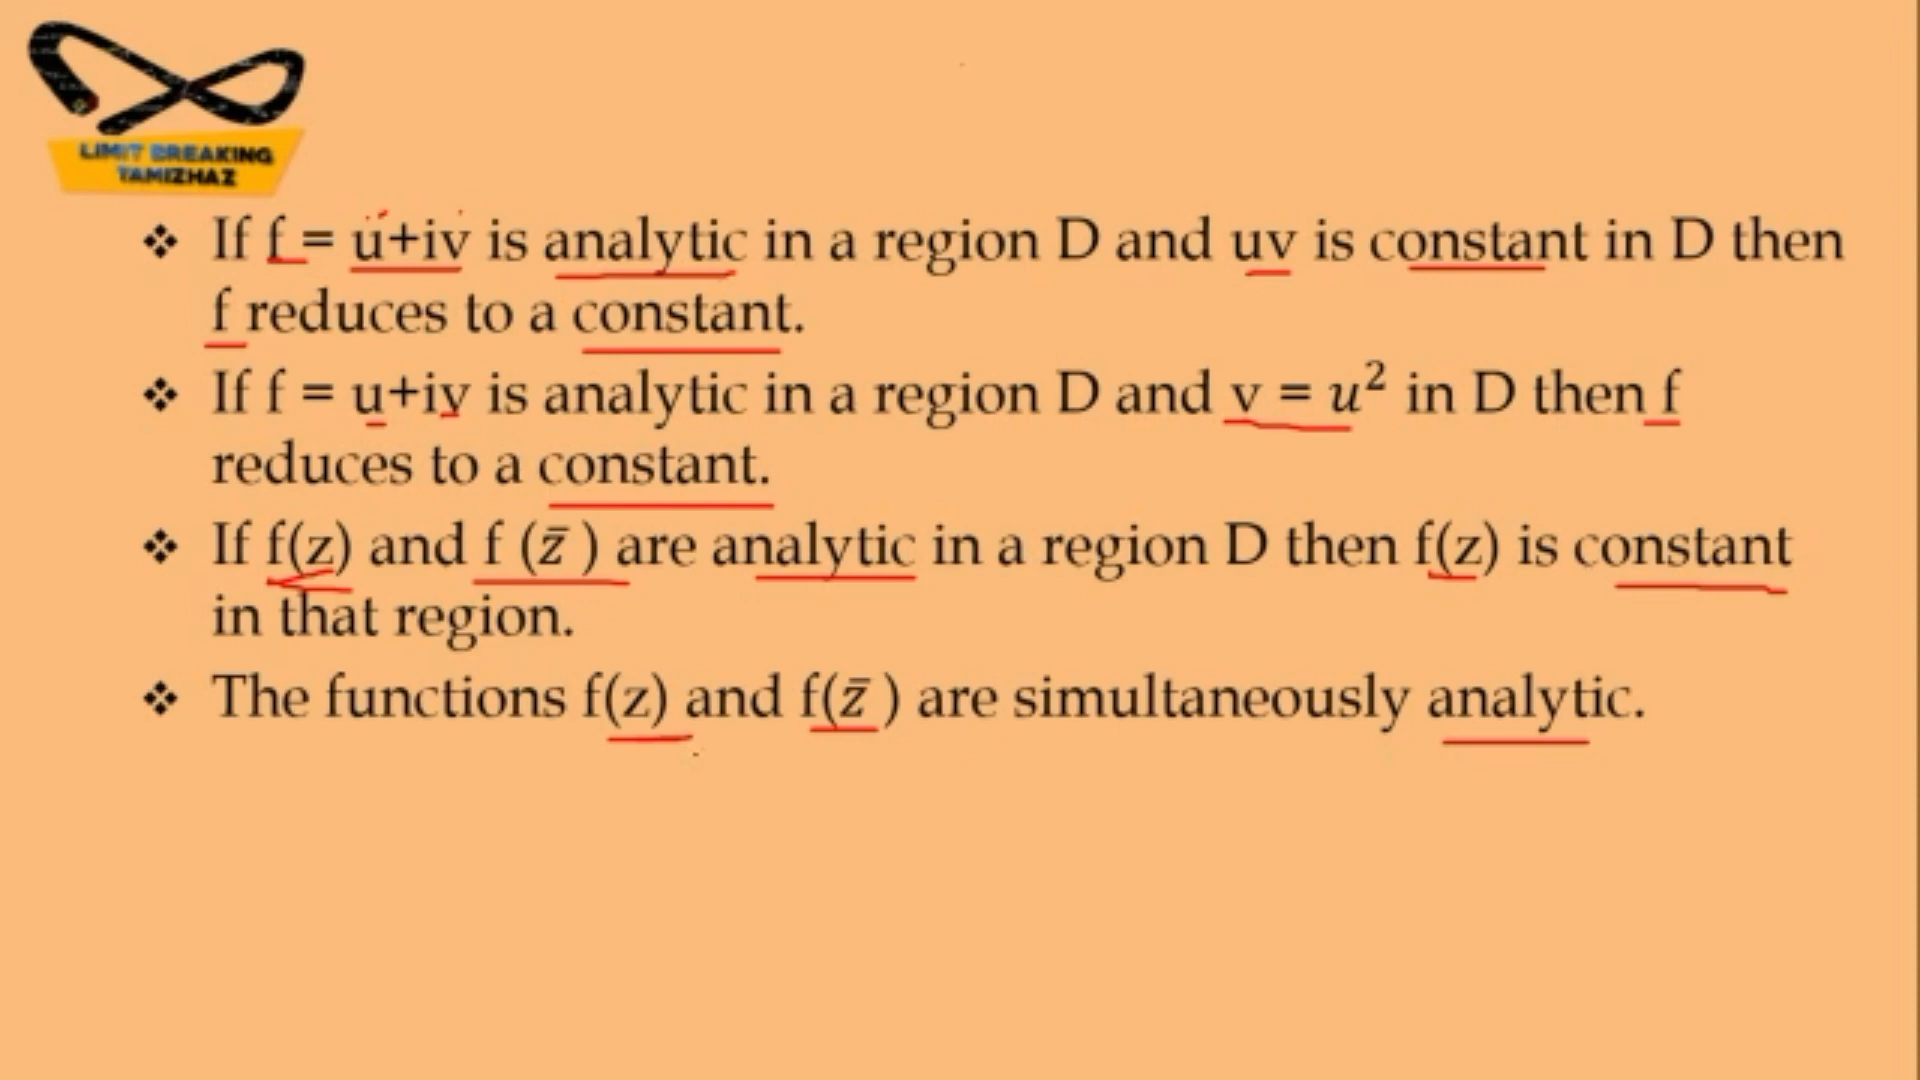 LIMIT BREAKING
TAMIZHAZ
❖ If f = u+iv is analytic in a region D and uv is constant in D then
f reduces to a constant.
❖ If f = u+iv is analytic in a region D and v = u² in D then f
reduces to a constant.
❖ If f(z) and f (z̄ ) are analytic in a region D then f(z) is constant
in that region.
❖ The functions f(z) and f(z̄ ) are simultaneously analytic.